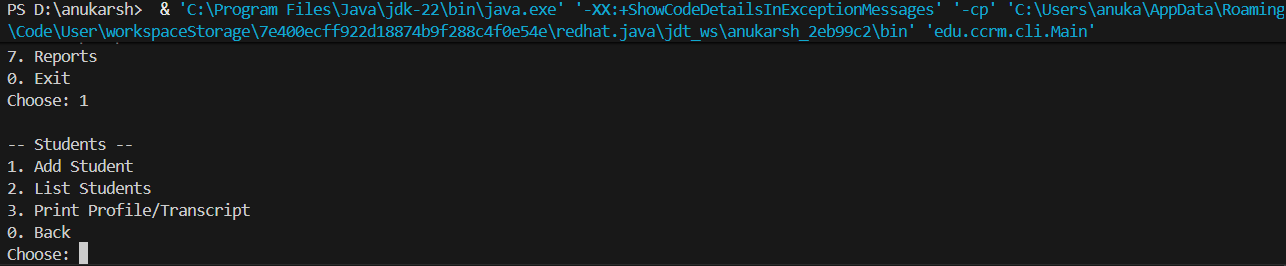 PS D:\anukarsh>  & 'C:\Program Files\Java\jdk-22\bin\java.exe' '-XX:+ShowCodeDetailsInExceptionMessages' '-cp' 'C:\Users\anuka\AppData\Roaming
\Code\User\workspaceStorage\7e400ecff922d18874b9f288c4f0e54e\redhat.java\jdt_ws\anukarsh_2eb99c2\bin' 'edu.ccrm.cli.Main'
7. Reports
0. Exit
Choose: 1
-- Students --
1. Add Student
2. List Students
3. Print Profile/Transcript
0. Back
Choose: